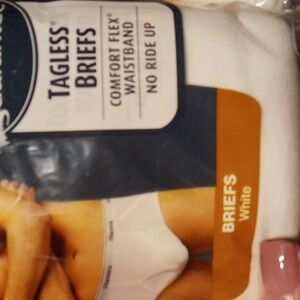 TAGLESS®
BRIEFS
COMFORT FLEX®
WAISTBAND
NO RIDE UP
BRIEFS
White